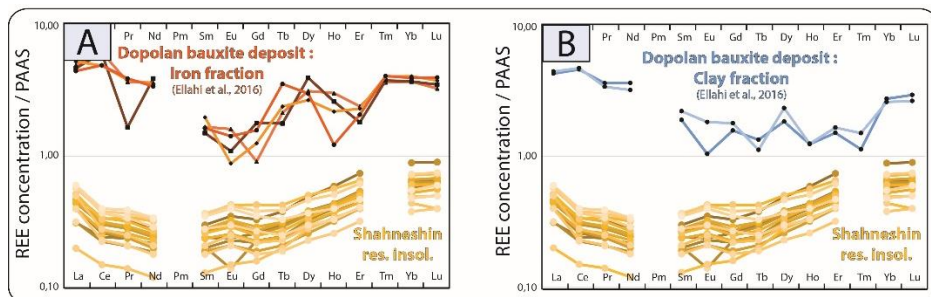 10,00
A
Pr Nd Pm Sm Eu Gd Tb Dy Ho Er Tm Yb Lu
Dopolan bauxite deposit :
Iron fraction
(Ellahi et al., 2016)
REE concentration / PAAS
1,00
Shahneshin
res. insol.
La Ce Pr Nd Pm Sm Eu Gd Tb Dy Ho Er Tm Yb Lu
0,10
10,00
B
Pr Nd Pm Sm Eu Gd Tb Dy Ho Er Tm Yb Lu
Dopolan bauxite deposit :
Clay fraction
(Ellahi et al., 2016)
REE concentration / PAAS
1,00
Shahneshin
res. insol.
La Ce Pr Nd Pm Sm Eu Gd Tb Dy Ho Er Tm Yb Lu
0,10